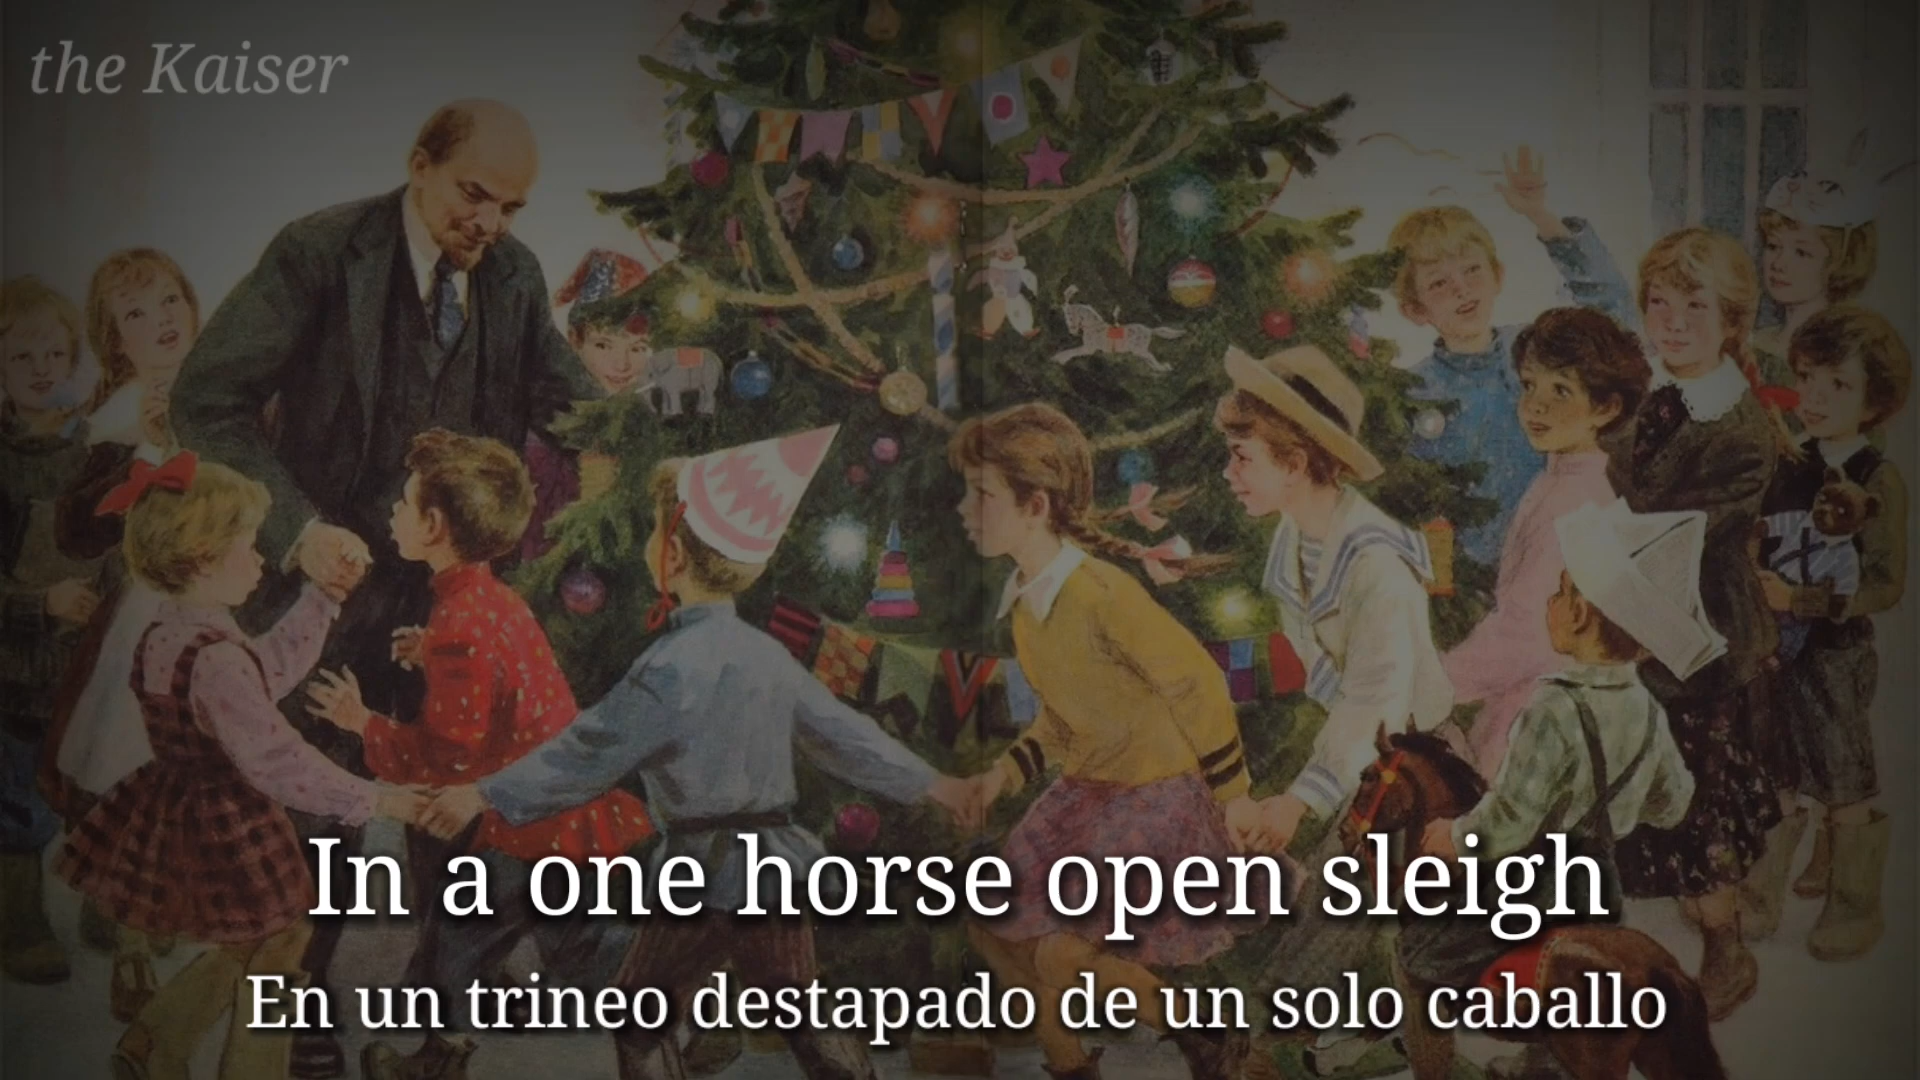 the Kaiser
In a one horse open sleigh
En un trineo destapado de un solo caballo